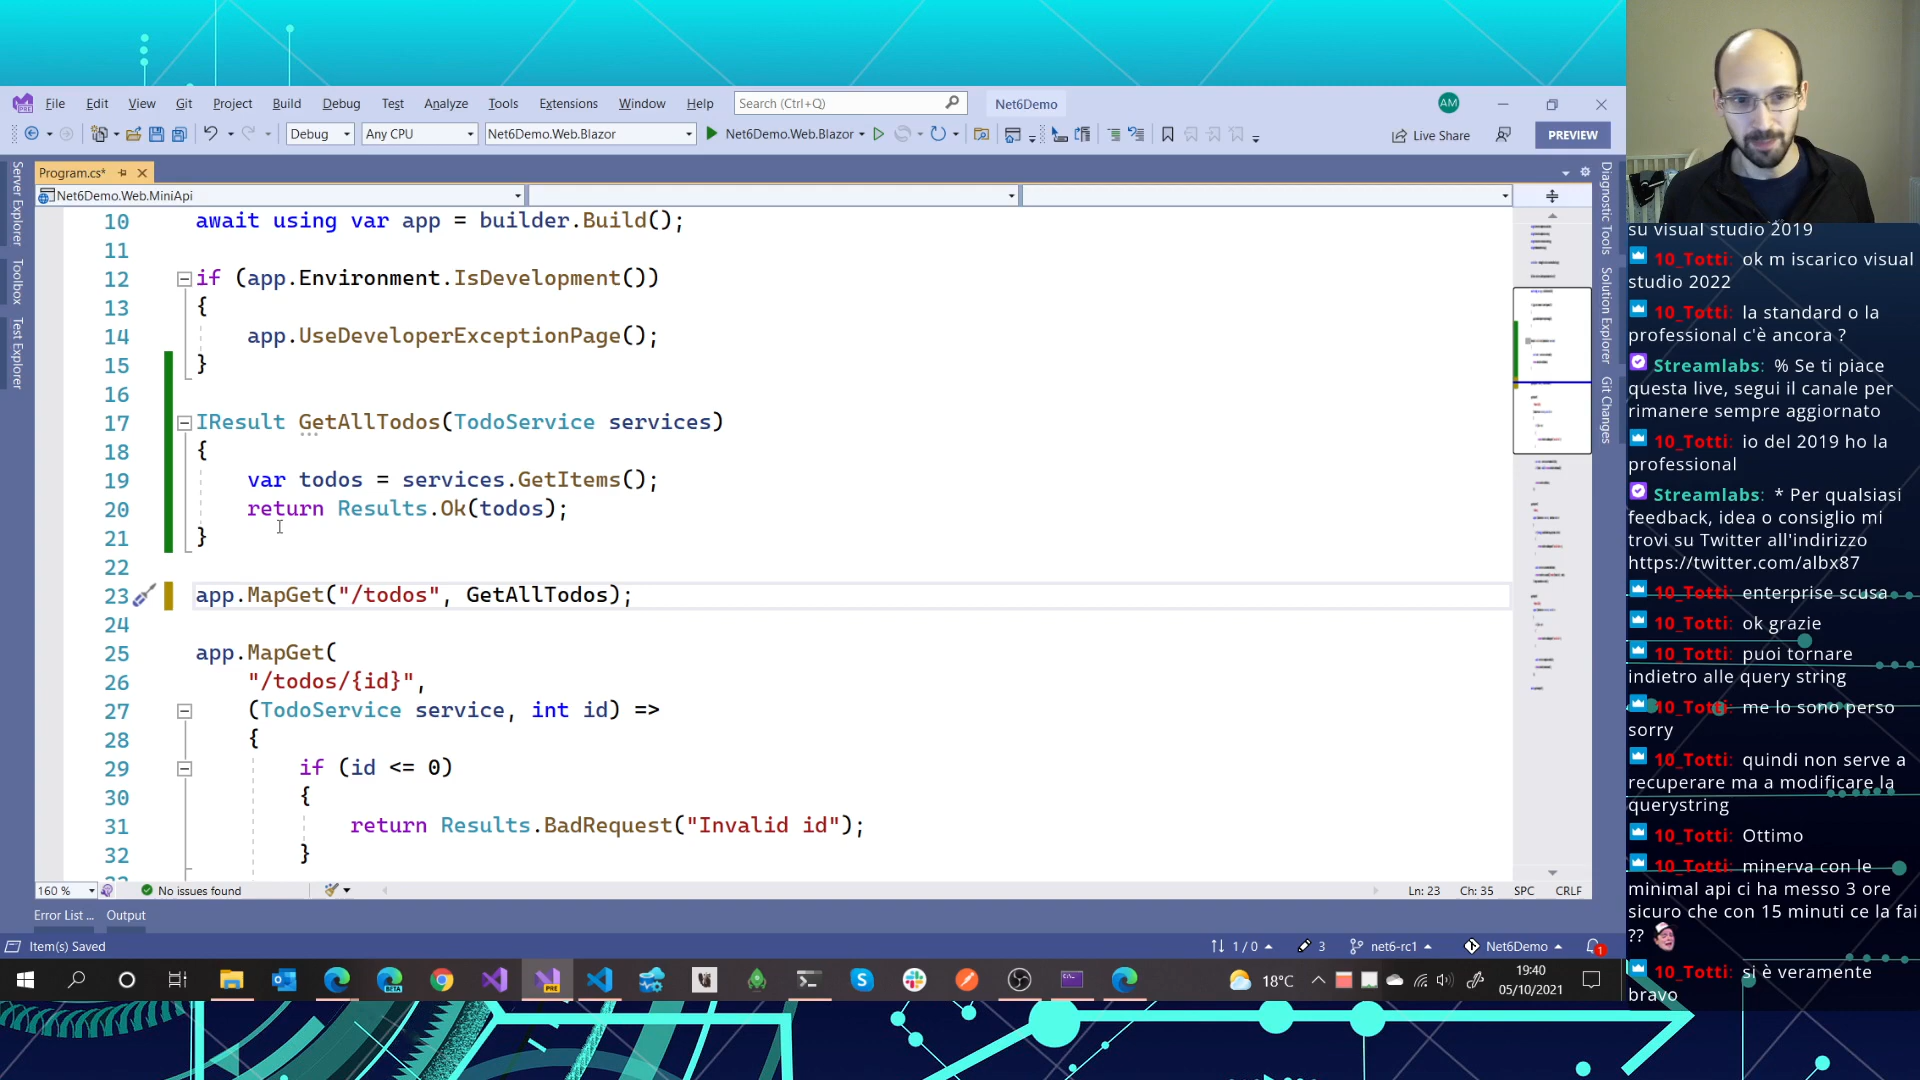 File Edit View Git Project Build Debug Test Analyze Tools Extensions Window Help Search (Ctrl+Q) Net6Demo AM
Debug Any CPU Net6Demo.Web.Blazor Net6Demo.Web.Blazor Live Share PREVIEW
Program.cs*
Net6Demo.Web.MiniApi
Server Explorer
Toolbox
Test Explorer
10 await using var app = builder.Build();
11
12 if (app.Environment.IsDevelopment())
13 {
14 app.UseDeveloperExceptionPage();
15 }
16
17 IResult GetAllTodos(TodoService services)
18 {
19 var todos = services.GetItems();
20 return Results.Ok(todos);
21 }
22
23 app.MapGet("/todos", GetAllTodos);
24
25 app.MapGet(
26 "/todos/{id}",
27 (TodoService service, int id) =>
28 {
29 if (id <= 0)
30 {
31 return Results.BadRequest("Invalid id");
32 }
Diagnostic Tools
Solution Explorer
Git Changes
160 % No issues found Ln: 23 Ch: 35 SPC CRLF
Error List ... Output
Item(s) Saved 1 / 0 3 net6-rc1 Net6Demo 1
PRE
BETA
18°C
19:40
05/10/2021
su visual studio 2019
10_Totti: ok m iscarico visual
studio 2022
10_Totti: la standard o la
professional c'è ancora ?
Streamlabs: % Se ti piace
questa live, segui il canale per
rimanere sempre aggiornato
10_Totti: io del 2019 ho la
professional
Streamlabs: * Per qualsiasi
feedback, idea o consiglio mi
trovi su Twitter all'indirizzo
https://twitter.com/albx87
10_Totti: enterprise scusa
10_Totti: ok grazie
10_Totti: puoi tornare
indietro alle query string
10_Totti: me lo sono perso
sorry
10_Totti: quindi non serve a
recuperare ma a modificare la
querystring
10_Totti: Ottimo
10_Totti: minerva con le
minimal api ci ha messo 3 ore
sicuro che con 15 minuti ce la fai
??
10_Totti: si è veramente
bravo